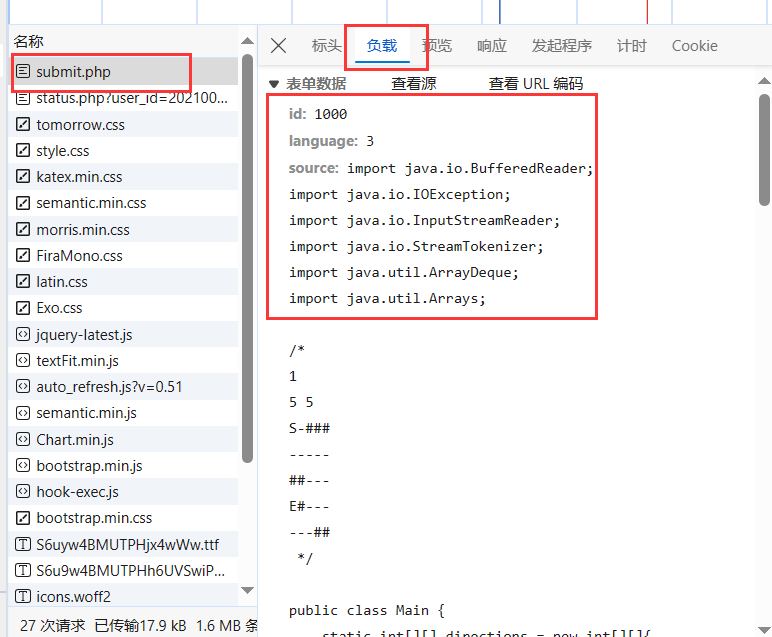 名称
submit.php
status.php?user_id=202100...
tomorrow.css
style.css
katex.min.css
semantic.min.css
morris.min.css
FiraMono.css
latin.css
Exo.css
jquery-latest.js
textFit.min.js
auto_refresh.js?v=0.51
semantic.min.js
Chart.min.js
bootstrap.min.js
hook-exec.js
bootstrap.min.css
S6uyw4BMUTPHjx4wWw.ttf
S6u9w4BMUTPHh6UVSwiP...
icons.woff2
27 次请求 已传输17.9 kB 1.6 MB 条
标头 负载 预览 响应 发起程序 计时 Cookie
表单数据 查看源 查看 URL 编码
id: 1000
language: 3
source: import java.io.BufferedReader;
import java.io.IOException;
import java.io.InputStreamReader;
import java.io.StreamTokenizer;
import java.util.ArrayDeque;
import java.util.Arrays;
/*
1
5 5
S-###
-----
##---
E#---
---##
*/
public class Main {
static int[][] directions = new int[][]{